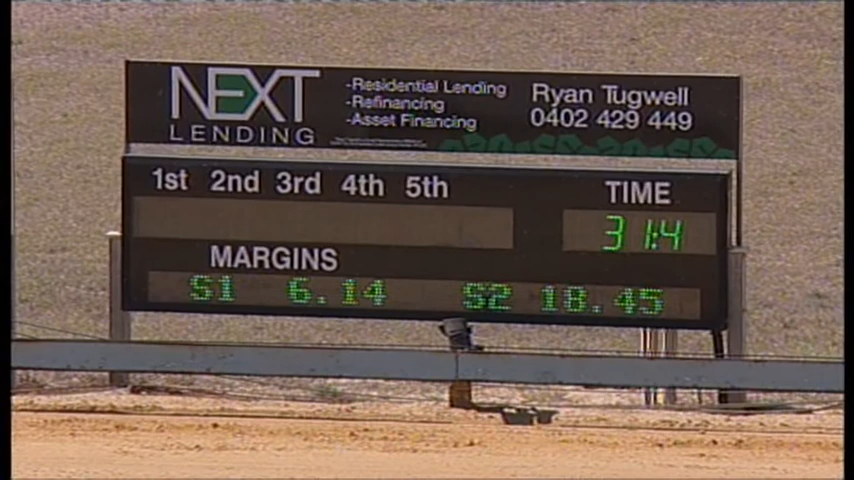 NEXT
LENDING
-Residential Lending
-Refinancing
-Asset Financing
Ryan Tugwell
0402 429 449
1st 2nd 3rd 4th 5th
TIME
31:4
MARGINS
S1 6.14 S2 18.45